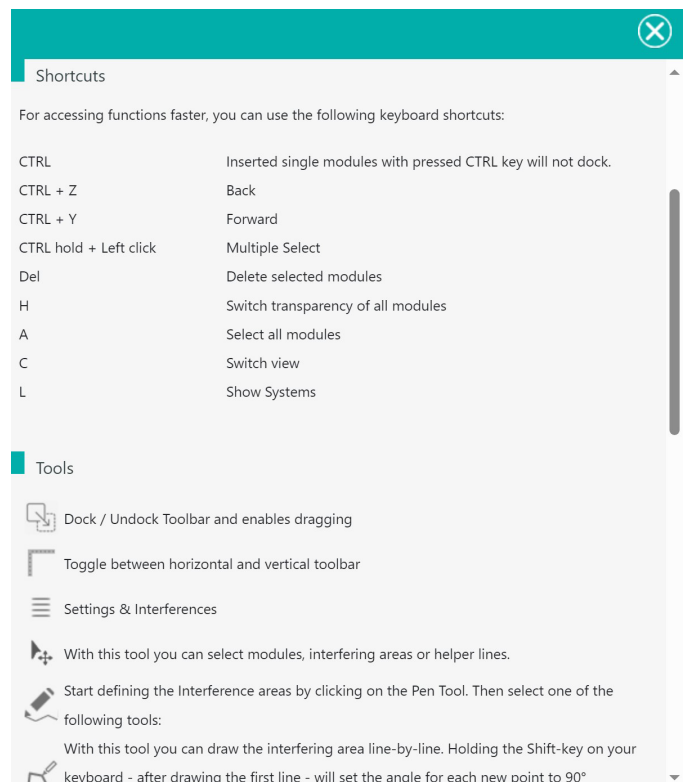 Shortcuts
For accessing functions faster, you can use the following keyboard shortcuts:
CTRL Inserted single modules with pressed CTRL key will not dock.
CTRL + Z Back
CTRL + Y Forward
CTRL hold + Left click Multiple Select
Del Delete selected modules
H Switch transparency of all modules
A Select all modules
C Switch view
L Show Systems
Tools
Dock / Undock Toolbar and enables dragging
Toggle between horizontal and vertical toolbar
Settings & Interferences
With this tool you can select modules, interfering areas or helper lines.
Start defining the Interference areas by clicking on the Pen Tool. Then select one of the
following tools:
With this tool you can draw the interfering area line-by-line. Holding the Shift-key on your
keyboard - after drawing the first line - will set the angle for each new point to 90°